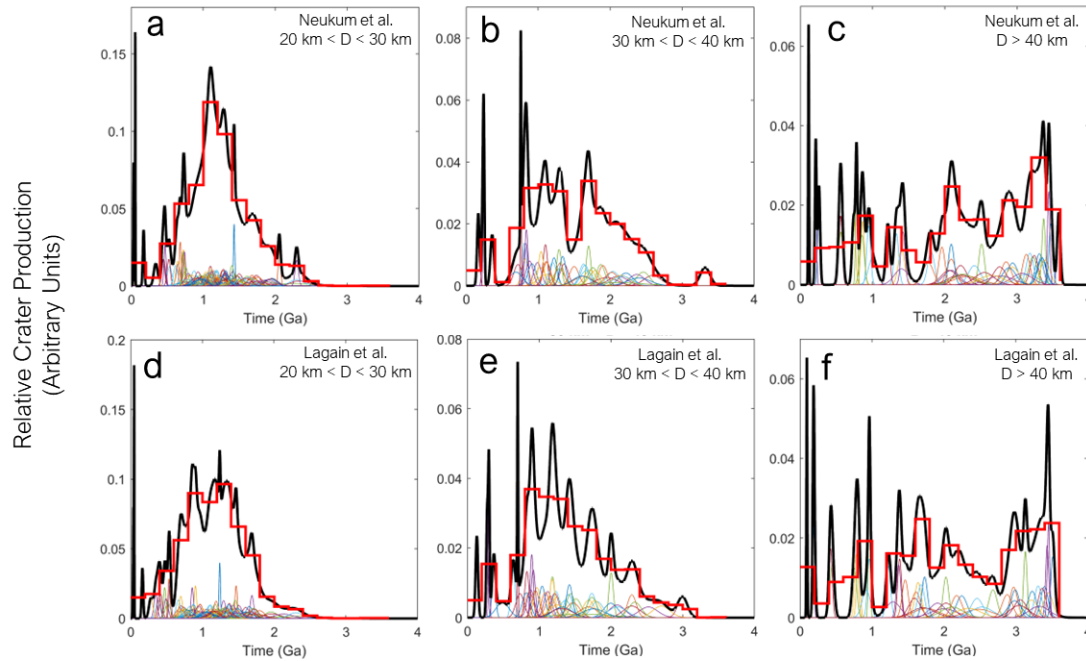 Relative Crater Production
(Arbitrary Units)
a
Neukum et al.
20 km < D < 30 km
0.15
0.1
0.05
0
0 1 2 3 4
Time (Ga)
b
Neukum et al.
30 km < D < 40 km
0.08
0.06
0.04
0.02
0
0 1 2 3 4
Time (Ga)
c
Neukum et al.
D > 40 km
0.06
0.04
0.02
0
0 1 2 3 4
Time (Ga)
d
Lagain et al.
20 km < D < 30 km
0.2
0.15
0.1
0.05
0
0 1 2 3 4
Time (Ga)
e
Lagain et al.
30 km < D < 40 km
0.08
0.06
0.04
0.02
0
0 1 2 3 4
Time (Ga)
f
Lagain et al.
D > 40 km
0.06
0.04
0.02
0
0 1 2 3 4
Time (Ga)